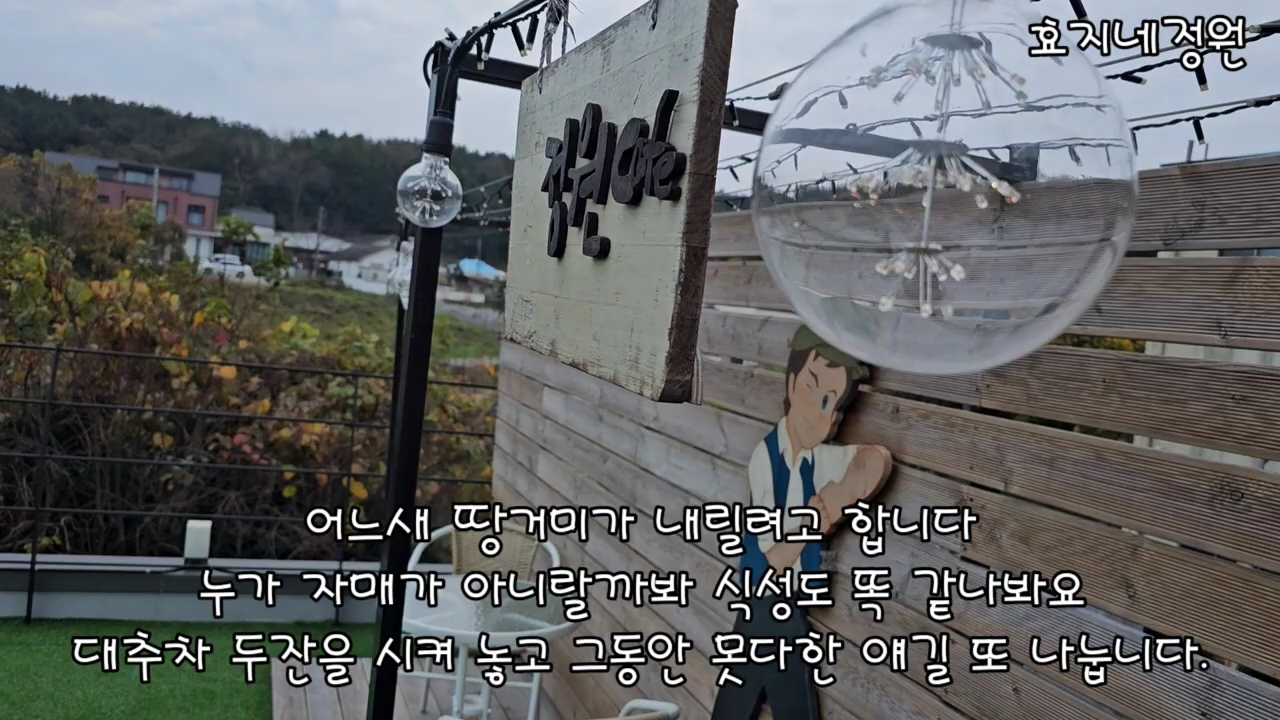 효지네정원
정원cafe
어느새 땅거미가 내릴려고 합니다
누가 자매가 아니랄까봐 식성도 똑 같나봐요
대추차 두잔을 시켜 놓고 그동안 못다한 얘길 또 나눕니다.